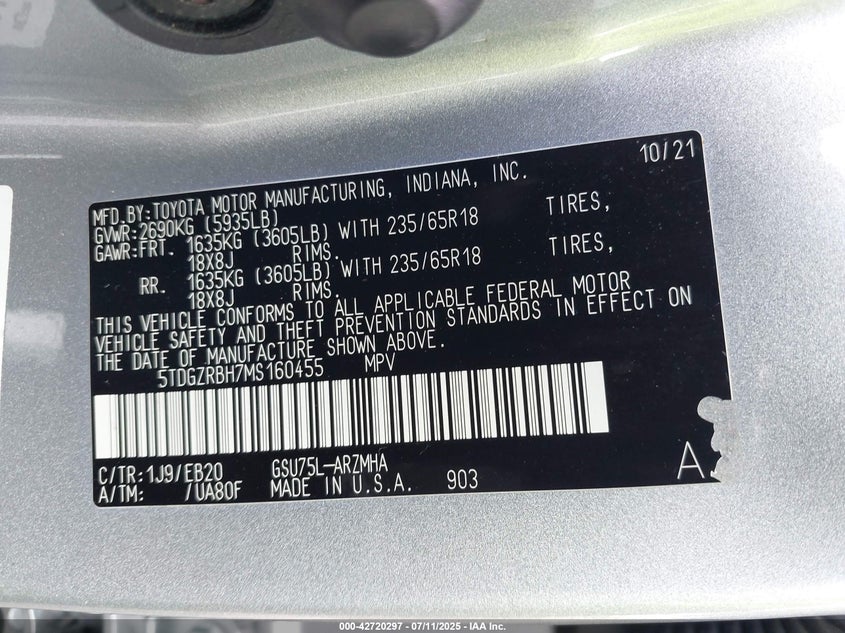 10/21
MFD.BY:TOYOTA MOTOR MANUFACTURING, INDIANA, INC.
GVWR:2690KG (5935LB)
GAWR:FRT. 1635KG (3605LB) WITH 235/65R18 TIRES,
18X8J RIMS.
RR. 1635KG (3605LB) WITH 235/65R18 TIRES,
18X8J RIMS.
THIS VEHICLE CONFORMS TO ALL APPLICABLE FEDERAL MOTOR
VEHICLE SAFETY AND THEFT PREVENTION STANDARDS IN EFFECT ON
THE DATE OF MANUFACTURE SHOWN ABOVE.
5TDGZRBH7MS160455 MPV
C/TR:1J9/EB20 GSU75L-ARZMHA
A/TM: /UA80F MADE IN U.S.A. 903
A
000-42720297 - 07/11/2025 - IAA Inc.